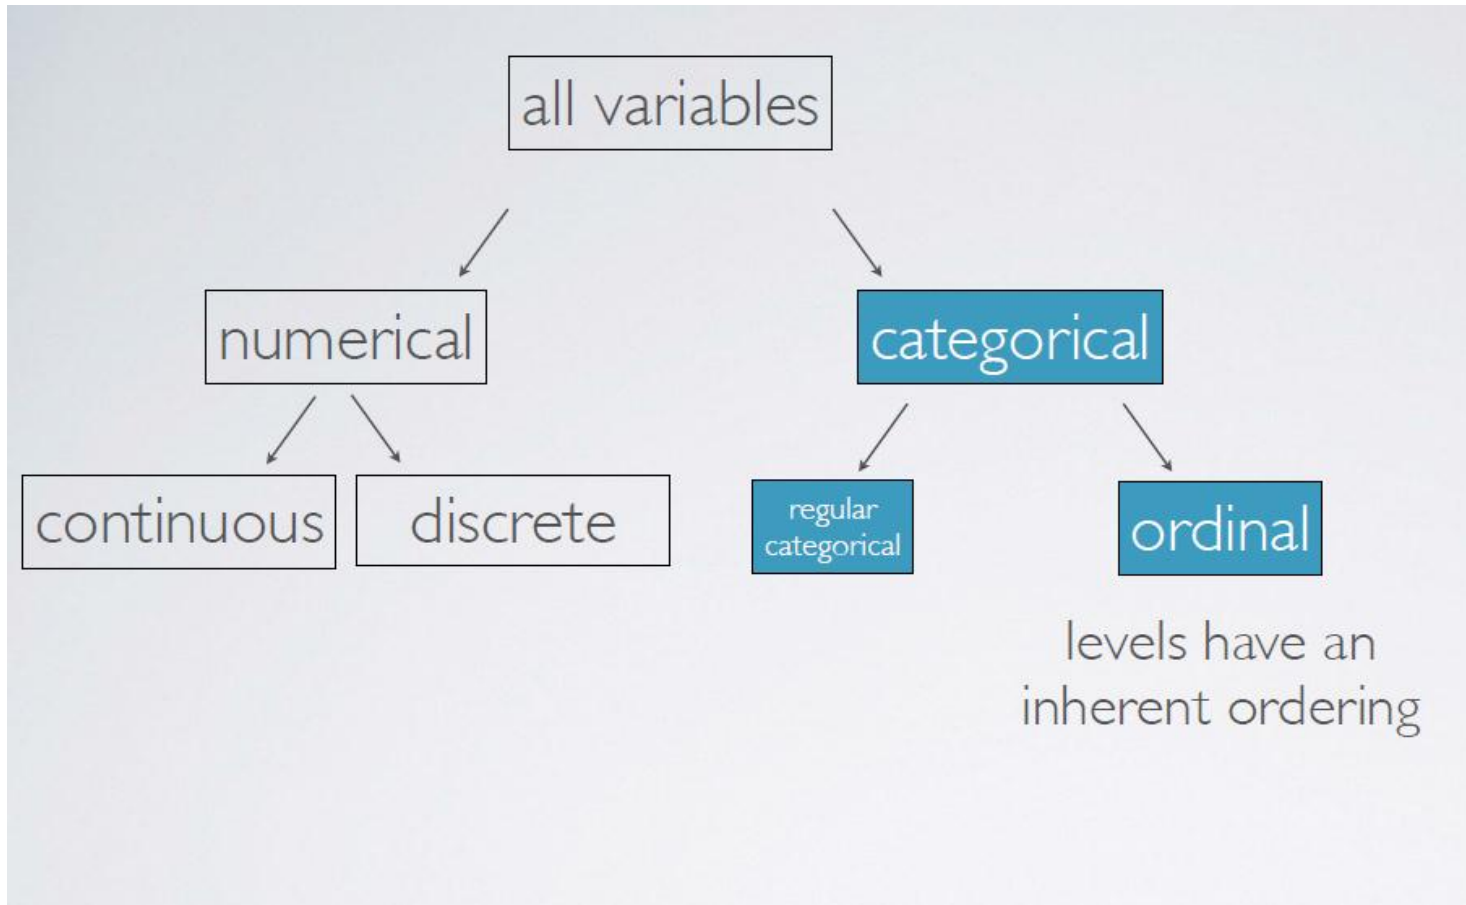 all variables
numerical
categorical
continuous
discrete
regular
categorical
ordinal
levels have an
inherent ordering